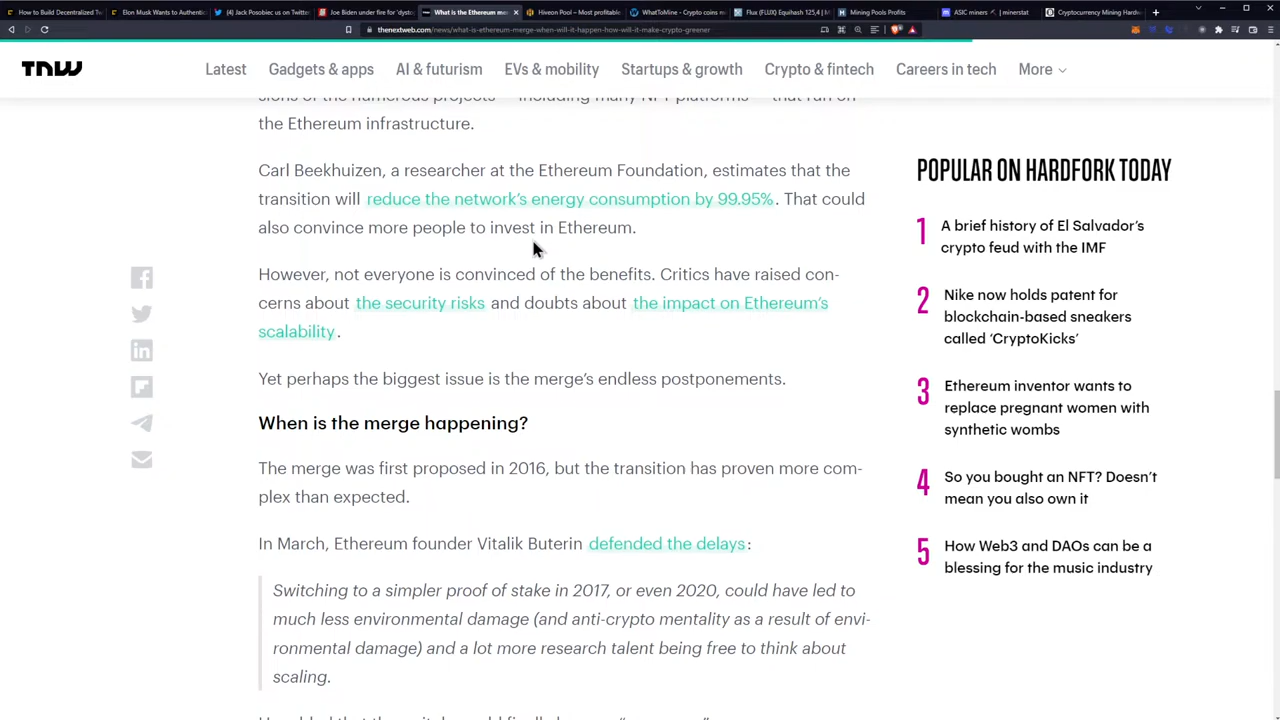 How to Build Decentralized Tw
Elon Musk Wants to Authentic
(4) Jack Posobiec us on Twitter
Joe Biden under fire for 'dysto
What is the Ethereum me
Hiveon Pool – Most profitable
WhatToMine - Crypto coins m
Flux (FLUX) Equihash 125,4 | M
Mining Pools Profits
ASIC miners | minerstat
Cryptocurrency Mining Hardw
thenextweb.com/news/what-is-ethereum-merge-when-will-it-happen-how-will-it-make-crypto-greener
TNW
Latest
Gadgets & apps
AI & futurism
EVs & mobility
Startups & growth
Crypto & fintech
Careers in tech
More
sions of the numerous projects — including many NFT platforms — that run on
the Ethereum infrastructure.
Carl Beekhuizen, a researcher at the Ethereum Foundation, estimates that the
transition will reduce the network's energy consumption by 99.95%. That could
also convince more people to invest in Ethereum.
However, not everyone is convinced of the benefits. Critics have raised con-
cerns about the security risks and doubts about the impact on Ethereum's
scalability.
Yet perhaps the biggest issue is the merge's endless postponements.
When is the merge happening?
The merge was first proposed in 2016, but the transition has proven more com-
plex than expected.
In March, Ethereum founder Vitalik Buterin defended the delays:
Switching to a simpler proof of stake in 2017, or even 2020, could have led to
much less environmental damage (and anti-crypto mentality as a result of envi-
ronmental damage) and a lot more research talent being free to think about
scaling.
POPULAR ON HARDFORK TODAY
1 A brief history of El Salvador's
crypto feud with the IMF
2 Nike now holds patent for
blockchain-based sneakers
called 'CryptoKicks'
3 Ethereum inventor wants to
replace pregnant women with
synthetic wombs
4 So you bought an NFT? Doesn't
mean you also own it
5 How Web3 and DAOs can be a
blessing for the music industry